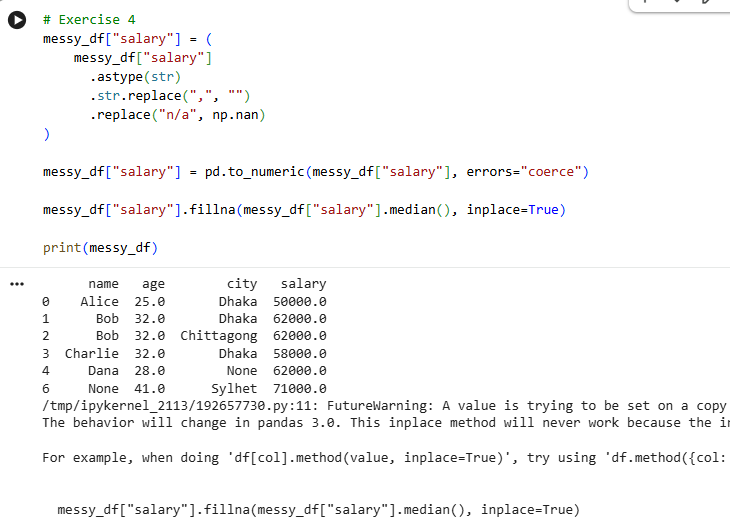 # Exercise 4
messy_df["salary"] = (
    messy_df["salary"]
      .astype(str)
      .str.replace(",", "")
      .replace("n/a", np.nan)
)
messy_df["salary"] = pd.to_numeric(messy_df["salary"], errors="coerce")
messy_df["salary"].fillna(messy_df["salary"].median(), inplace=True)
print(messy_df)
      name   age        city   salary
0    Alice  25.0       Dhaka  50000.0
1      Bob  32.0       Dhaka  62000.0
2      Bob  32.0  Chittagong  62000.0
3  Charlie  32.0       Dhaka  58000.0
4     Dana  28.0        None  62000.0
6     None  41.0      Sylhet  71000.0
/tmp/ipykernel_2113/192657730.py:11: FutureWarning: A value is trying to be set on a copy
The behavior will change in pandas 3.0. This inplace method will never work because the
For example, when doing 'df[col].method(value, inplace=True)', try using 'df.method({col:
  messy_df["salary"].fillna(messy_df["salary"].median(), inplace=True)